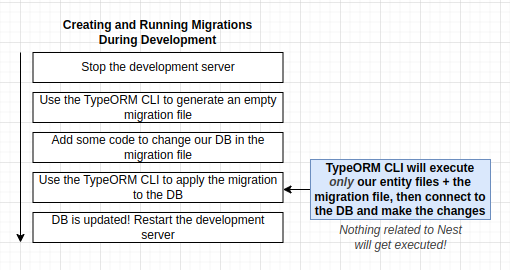 Creating and Running Migrations
During Development
Stop the development server
Use the TypeORM CLI to generate an empty
migration file
Add some code to change our DB in the
migration file
Use the TypeORM CLI to apply the migration
to the DB
DB is updated! Restart the development
server
TypeORM CLI will execute
only our entity files + the
migration file, then connect to
the DB and make the changes
Nothing related to Nest
will get executed!